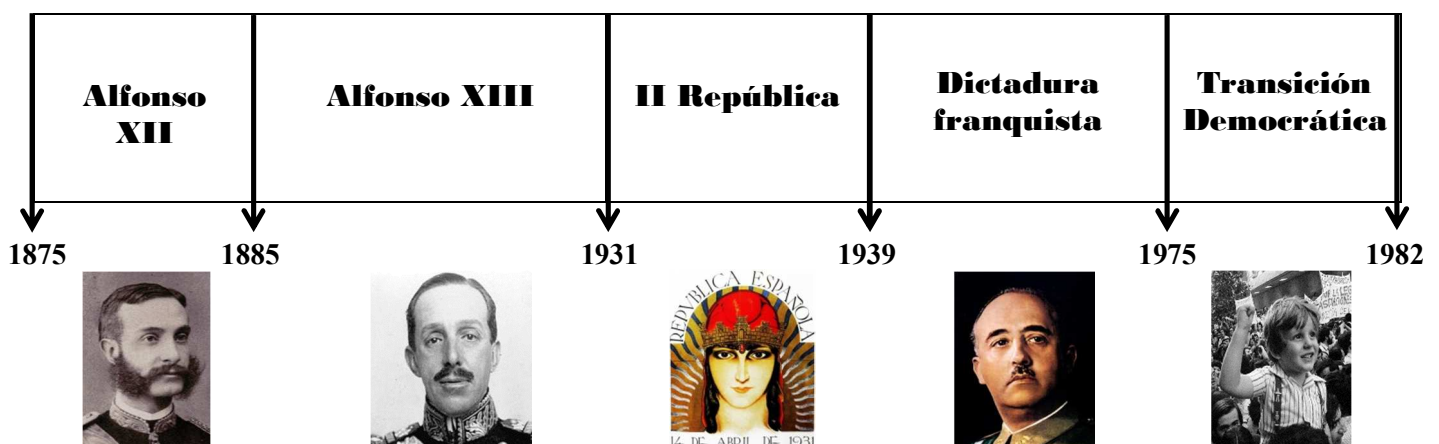 Alfonso
XII
Alfonso XIII
II República
Dictadura
franquista
Transición
Democrática
1875
1885
1931
1939
1975
1982
REPVBLICA ESPAÑOLA
14 DE ABRIL DE 1931